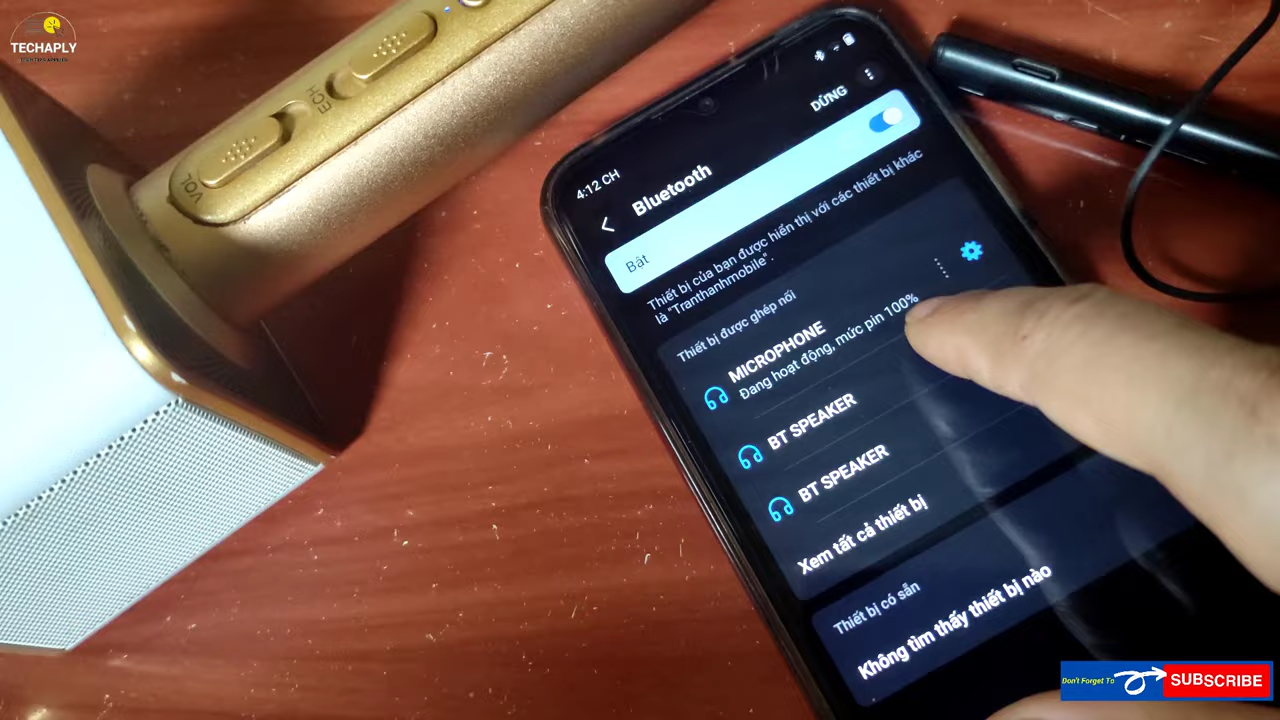 TECHAPLY
ECH
VOL
4:12 CH
DỪNG
Bluetooth
Bật
Thiết bị của bạn được hiển thị với các thiết bị khác
là "Tranthanhmobile".
Thiết bị được ghép nối
MICROPHONE
Đang hoạt động, mức pin 100%
BT SPEAKER
BT SPEAKER
Xem tất cả thiết bị
Thiết bị có sẵn
Không tìm thấy thiết bị nào
Don't Forget To
SUBSCRIBE